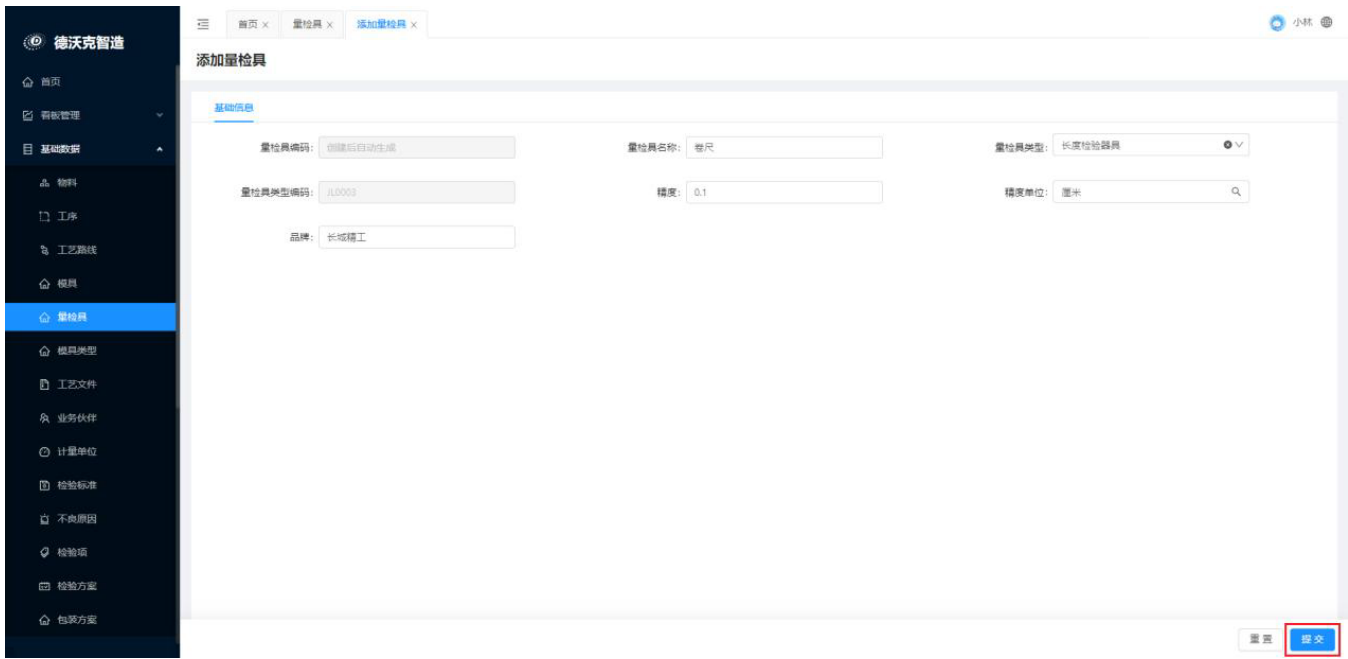 德沃克智造
首页
看板管理
基础数据
物料
工序
工艺路线
模具
量检具
模具类型
工艺文件
业务伙伴
计量单位
检验标准
不良原因
检验项
检验方案
包装方案
首页 × 量检具 × 添加量检具 ×
小林
添加量检具
基础信息
量检具编码: 创建后自动生成 量检具名称: 卷尺 量检具类型: 长度检验器具
量检具类型编码: JL0003 精度: 0.1 精度单位: 厘米
品牌: 长城精工
重置 提交